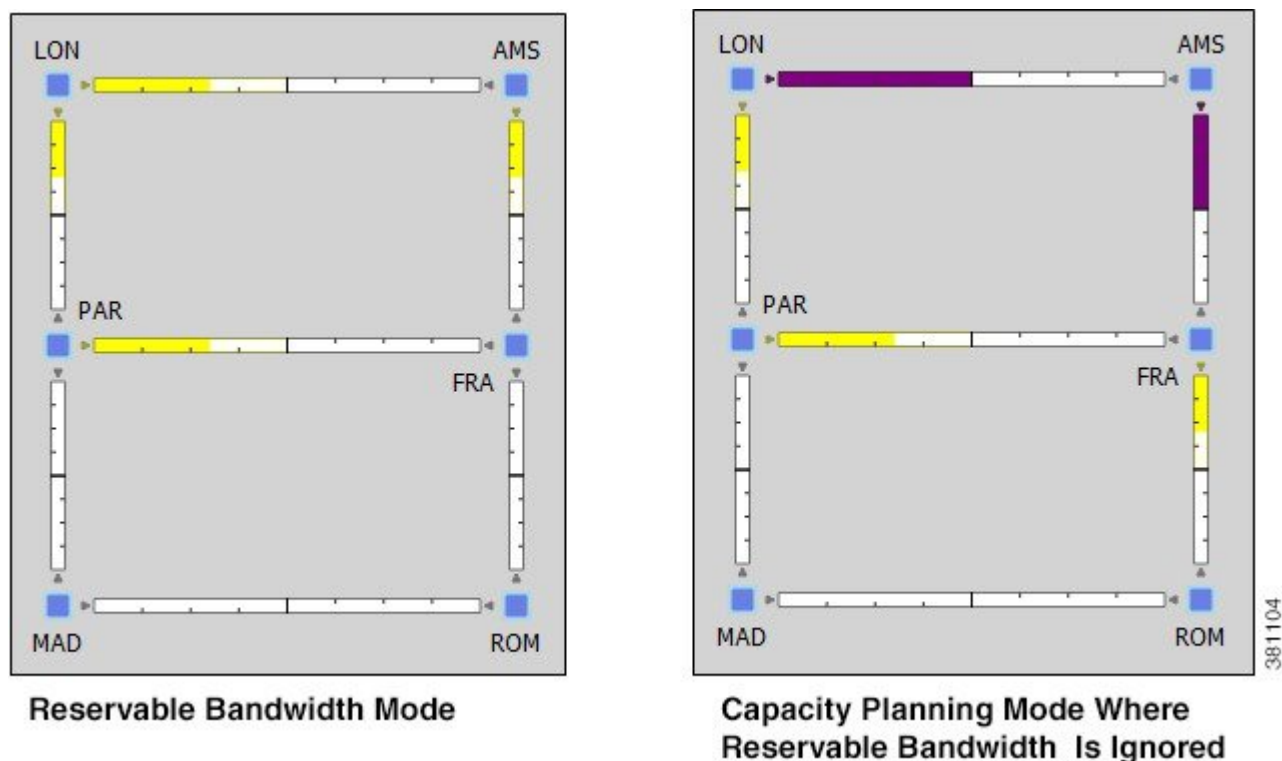 LON
AMS
PAR
FRA
MAD
ROM
Reservable Bandwidth Mode
LON
AMS
PAR
FRA
MAD
ROM
381104
Capacity Planning Mode Where
Reservable Bandwidth Is Ignored